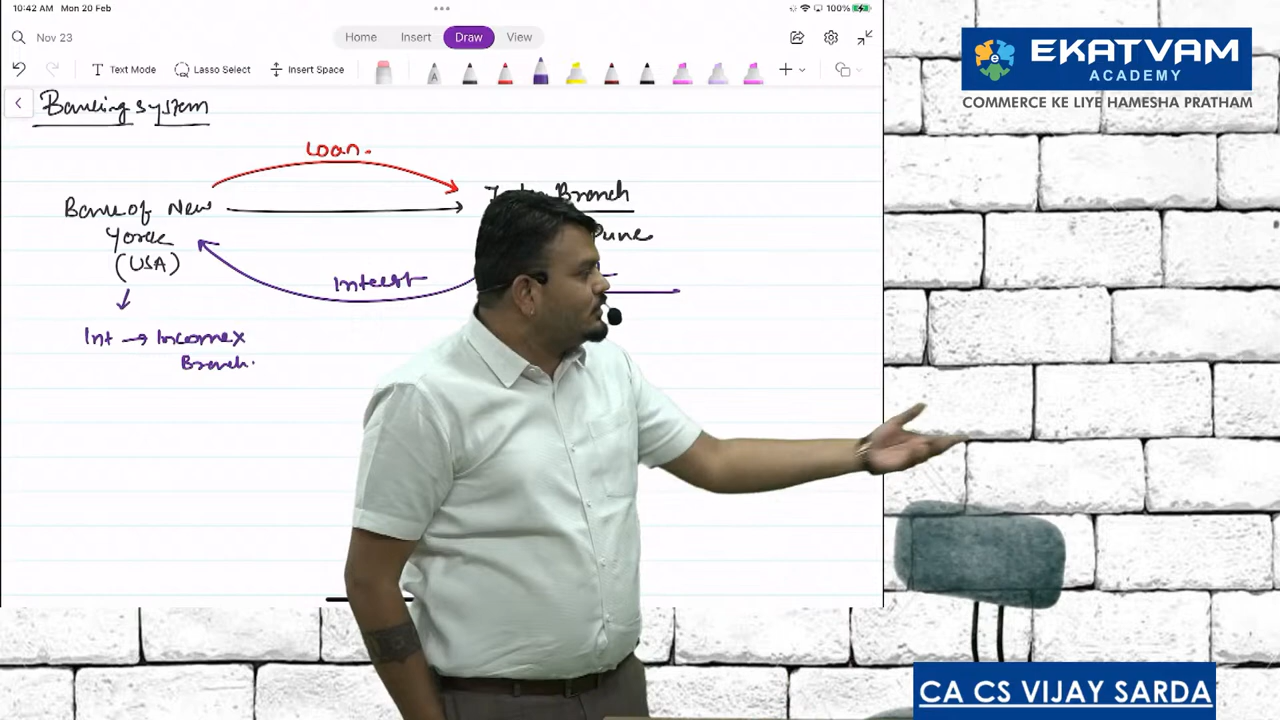 10:42 AM Mon 20 Feb
100%
Nov 23
Home
Insert
Draw
View
Text Mode
Lasso Select
Insert Space
Banking system
Loan.
Bank of New
York
(USA)
Branch
Pune
Interest
Int → Income x
Branch.
EKATVAM
ACADEMY
COMMERCE KE LIYE HAMESHA PRATHAM
CA CS VIJAY SARDA